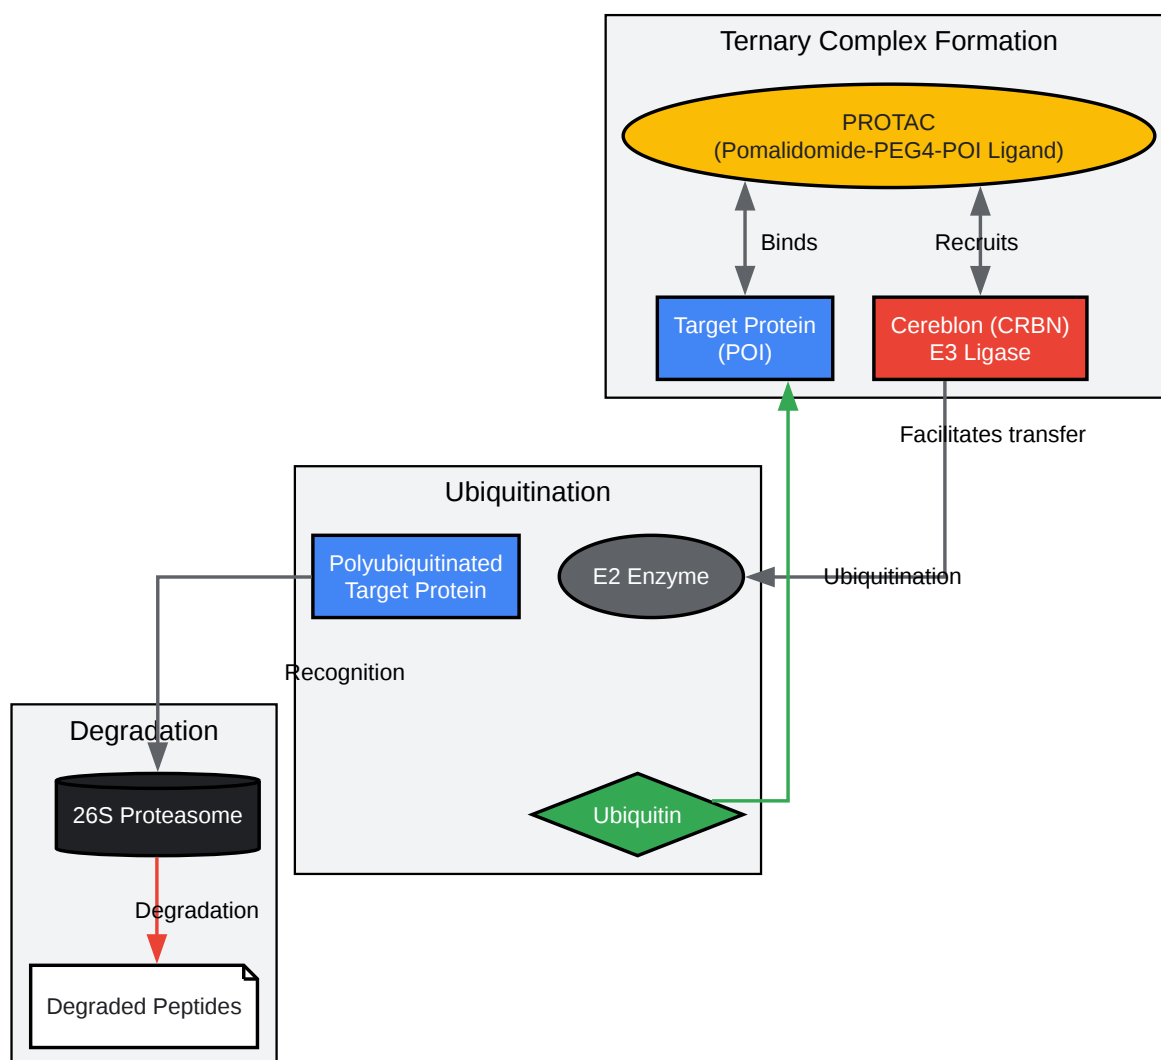 Ternary Complex Formation
PROTAC
(Pomalidomide-PEG4-POI Ligand)
Binds
Recruits
Target Protein
(POI)
Cereblon (CRBN)
E3 Ligase
Facilitates transfer
Ubiquitination
Polyubiquitinated
Target Protein
E2 Enzyme
Ubiquitination
Recognition
Degradation
26S Proteasome
Ubiquitin
Degradation
Degraded Peptides